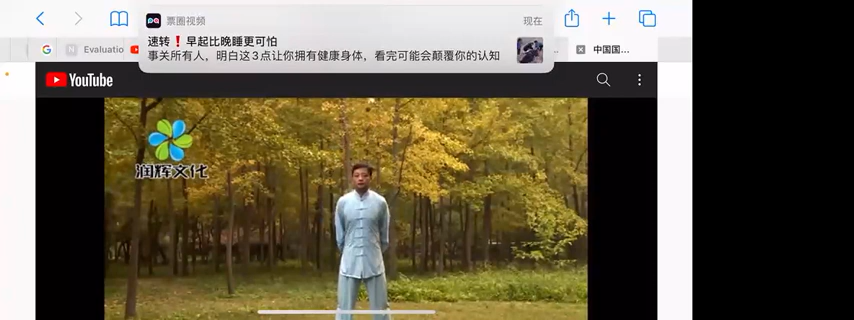 票圈视频
现在
速转❗早起比晚睡更可怕
事关所有人，明白这3点让你拥有健康身体，看完可能会颠覆你的认知
G
N Evaluatio
中国国...
YouTube
润辉文化